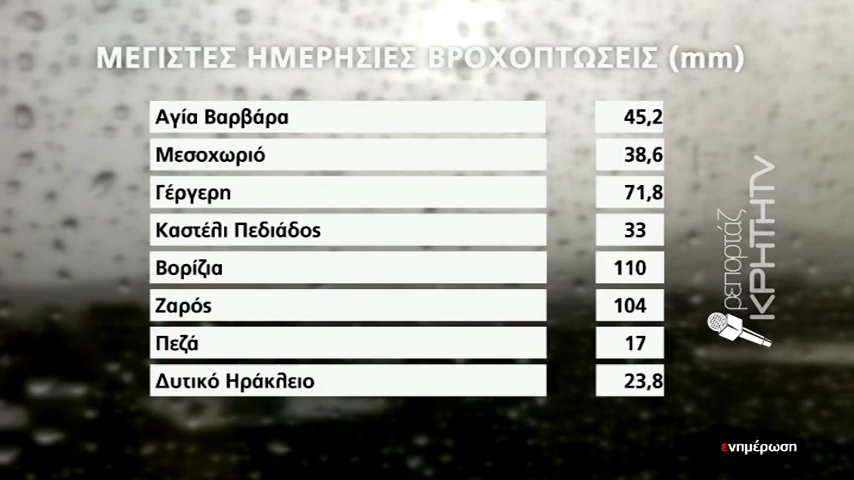 ΜΕΓΙΣΤΕΣ ΗΜΕΡΗΣΙΕΣ ΒΡΟΧΟΠΤΩΣΕΙΣ (mm)
Αγία Βαρβάρα 45,2
Μεσοχωριό 38,6
Γέργερη 71,8
Καστέλι Πεδιάδος 33
Βορίζια 110
Ζαρός 104
Πεζά 17
Δυτικό Ηράκλειο 23,8
ρεπορτάζ
ΚΡΗΤΗTV
ενημέρωση